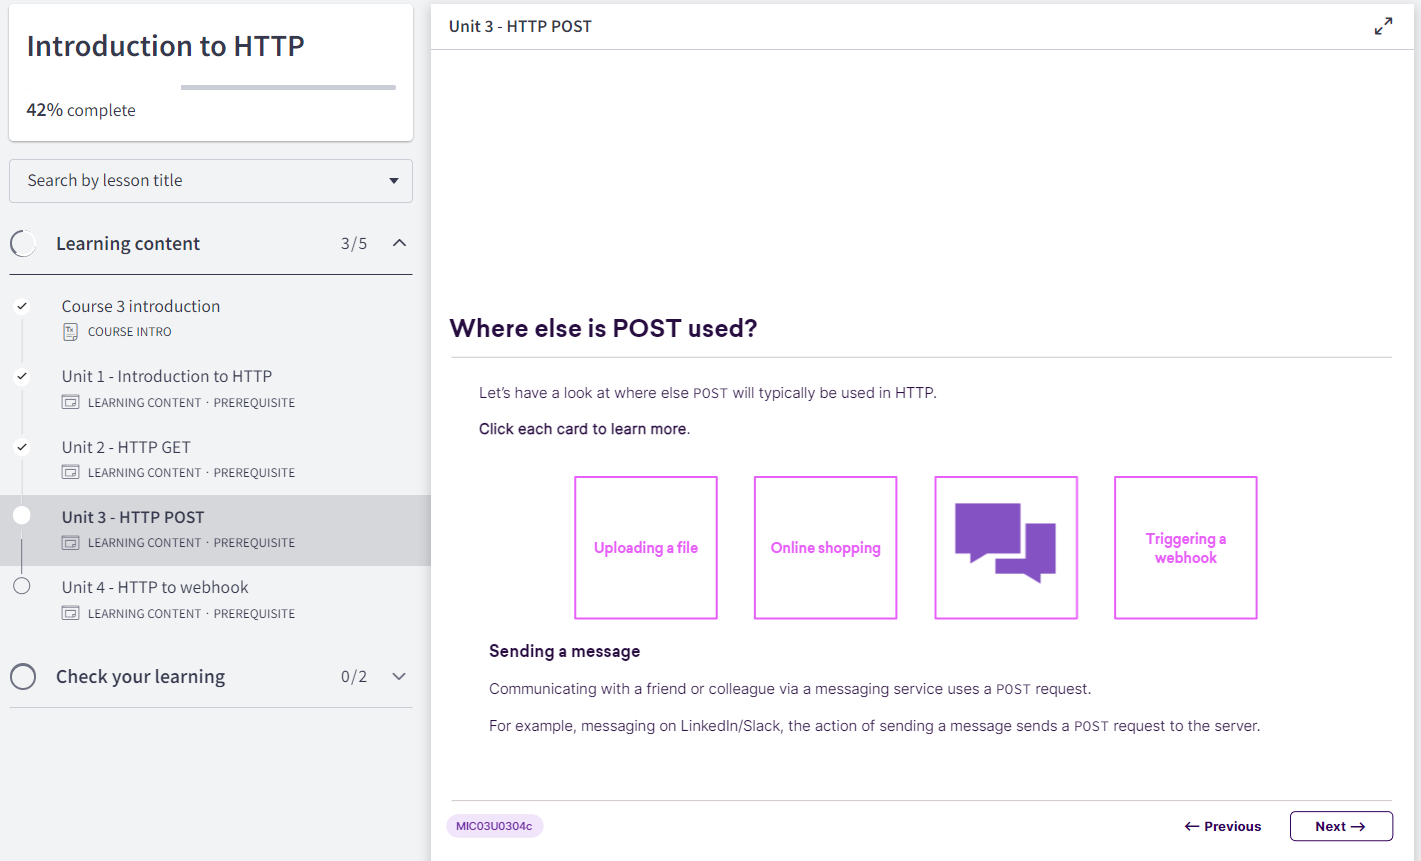 Introduction to HTTP
42% complete
Search by lesson title
Learning content 3/5
Course 3 introduction
COURSE INTRO
Unit 1 - Introduction to HTTP
LEARNING CONTENT · PREREQUISITE
Unit 2 - HTTP GET
LEARNING CONTENT · PREREQUISITE
Unit 3 - HTTP POST
LEARNING CONTENT · PREREQUISITE
Unit 4 - HTTP to webhook
LEARNING CONTENT · PREREQUISITE
Check your learning 0/2
Unit 3 - HTTP POST
Where else is POST used?
Let's have a look at where else POST will typically be used in HTTP.
Click each card to learn more.
Uploading a file
Online shopping
Triggering a
webhook
Sending a message
Communicating with a friend or colleague via a messaging service uses a POST request.
For example, messaging on LinkedIn/Slack, the action of sending a message sends a POST request to the server.
MIC03U0304c
← Previous
Next →